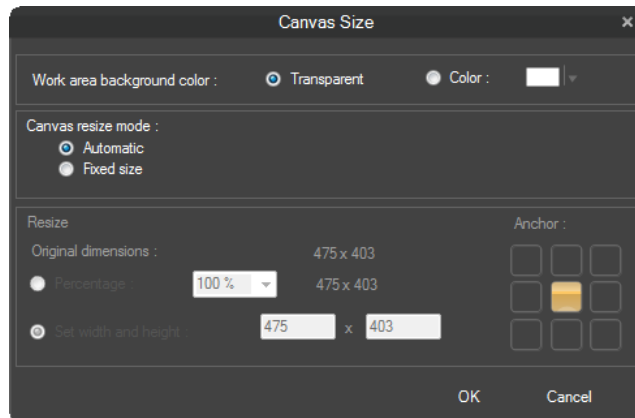 Canvas Size
Work area background color : Transparent Color :
Canvas resize mode :
Automatic
Fixed size
Resize Anchor :
Original dimensions : 475 x 403
Percentage : 100 % 475 x 403
Set width and height : 475 x 403
OK Cancel